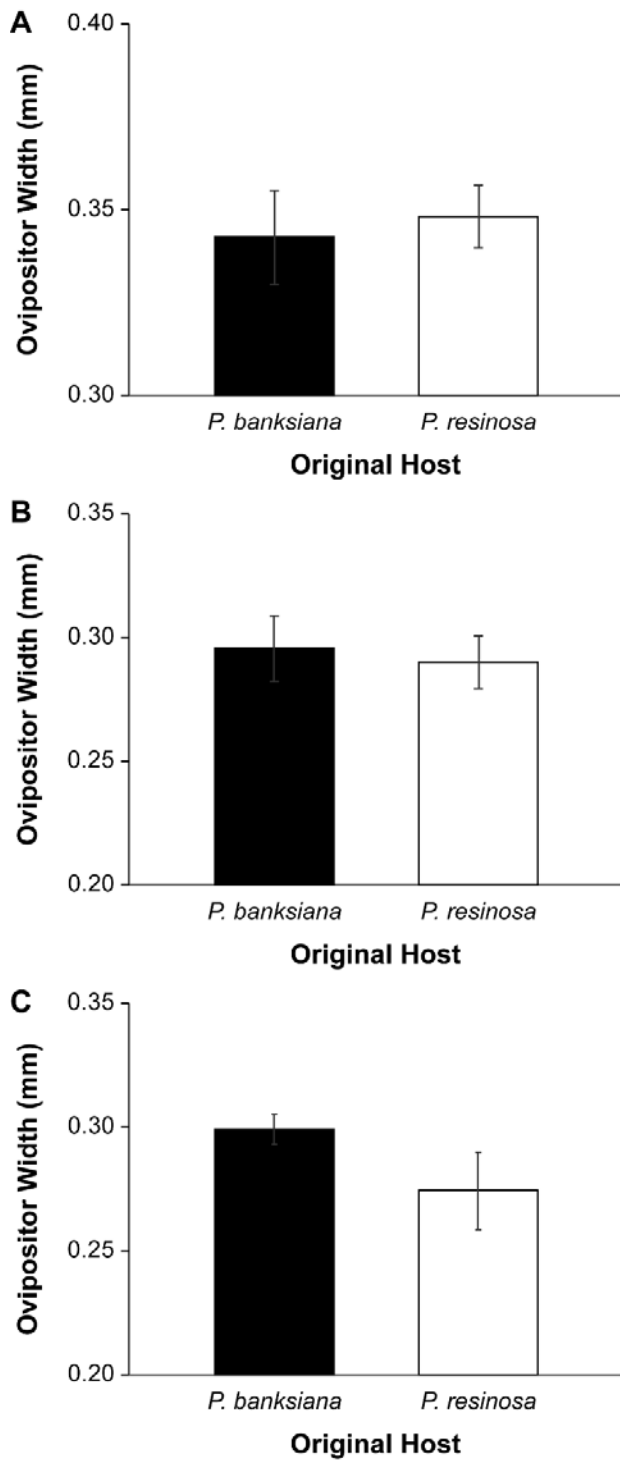 A
Ovipositor Width (mm)
0.40
0.35
0.30
P. banksiana
P. resinosa
Original Host
B
Ovipositor Width (mm)
0.35
0.30
0.25
0.20
P. banksiana
P. resinosa
Original Host
C
Ovipositor Width (mm)
0.35
0.30
0.25
0.20
P. banksiana
P. resinosa
Original Host